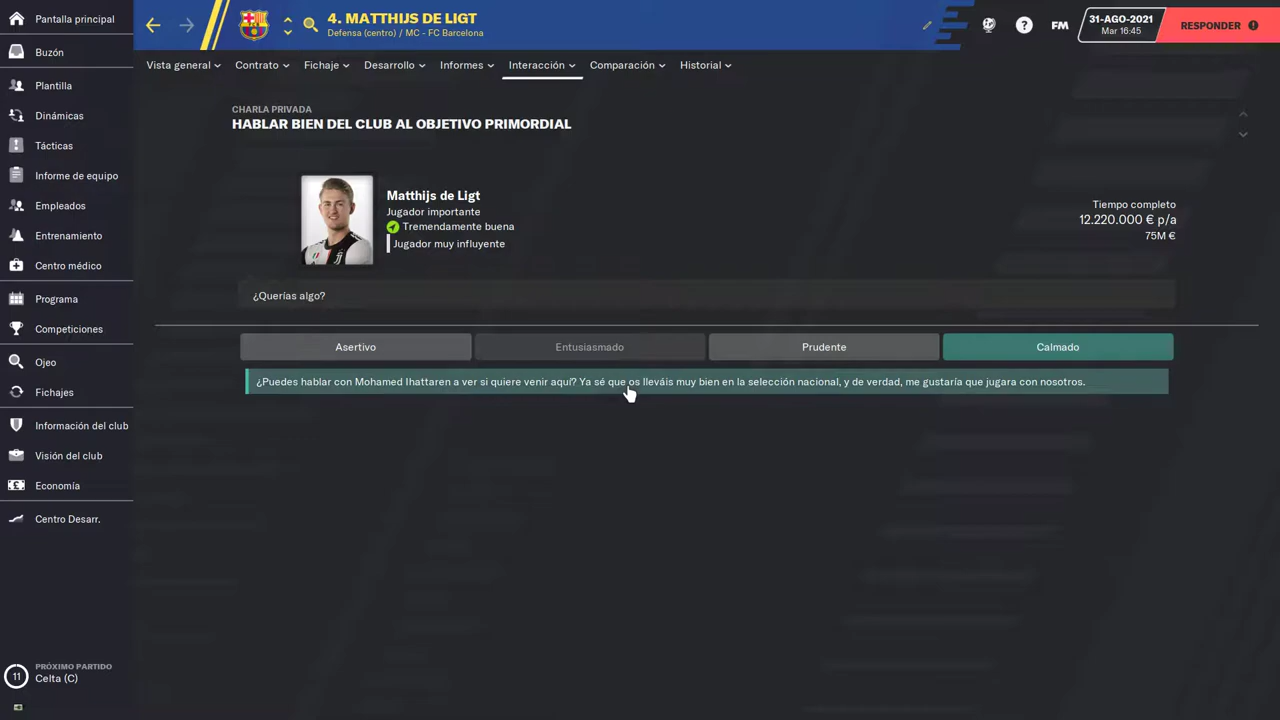 Pantalla principal
Buzón
Plantilla
Dinámicas
Tácticas
Informe de equipo
Empleados
Entrenamiento
Centro médico
Programa
Competiciones
Ojeo
Fichajes
Información del club
Visión del club
Economía
Centro Desarr.
PRÓXIMO PARTIDO
11 Celta (C)
4. MATTHIJS DE LIGT
Defensa (centro) / MC - FC Barcelona
FM
31-AGO-2021
Mar 16:45
RESPONDER
Vista general Contrato Fichaje Desarrollo Informes Interacción Comparación Historial
CHARLA PRIVADA
HABLAR BIEN DEL CLUB AL OBJETIVO PRIMORDIAL
Matthijs de Ligt
Jugador importante
Tremendamente buena
Jugador muy influyente
Tiempo completo
12.220.000 € p/a
75M €
¿Querías algo?
Asertivo Entusiasmado Prudente Calmado
¿Puedes hablar con Mohamed Ihattaren a ver si quiere venir aquí? Ya sé que os lleváis muy bien en la selección nacional, y de verdad, me gustaría que jugara con nosotros.